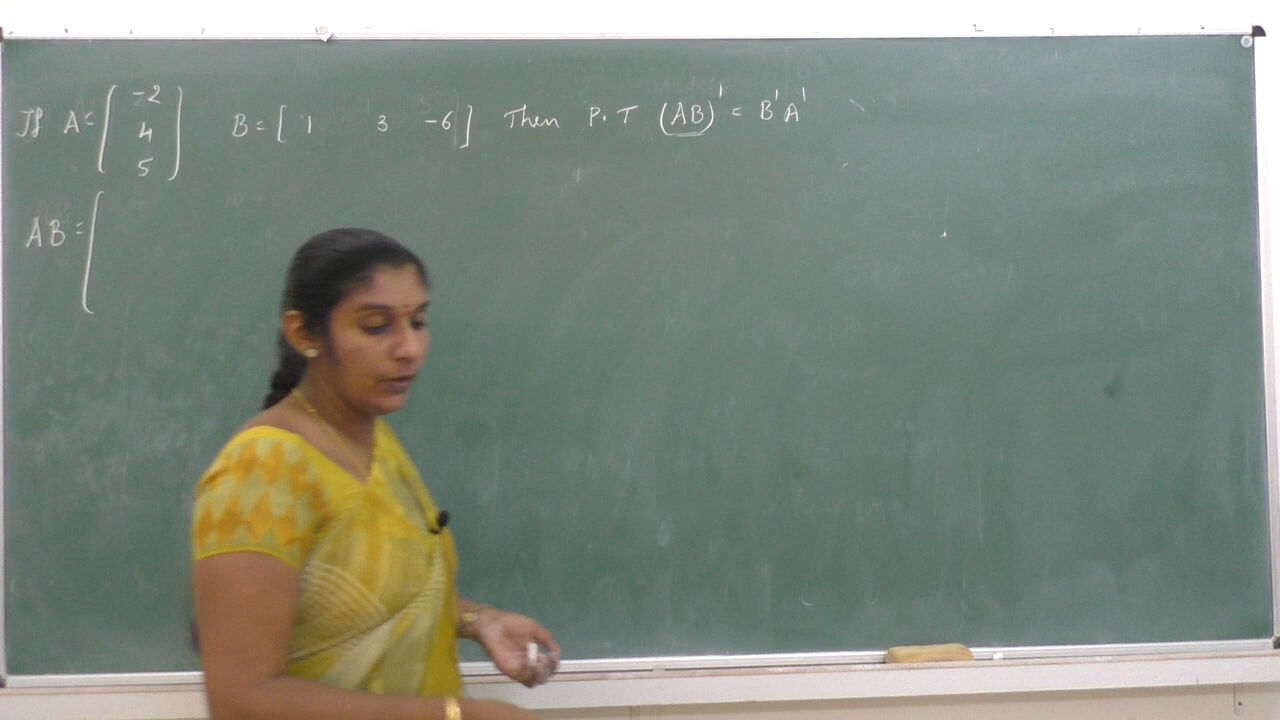 If A = [ -2 4 5 ] B = [ 1 3 -6 ] Then P.T (AB)' = B'A'
AB = [